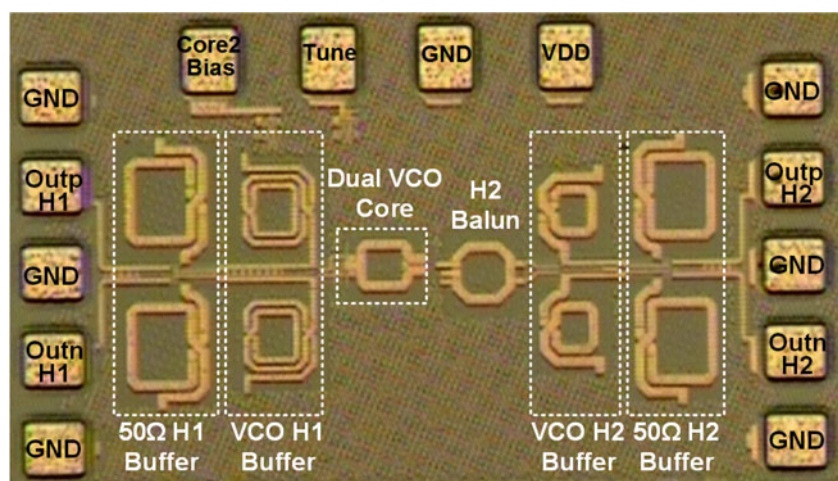 Core2
Bias
Tune
GND
VDD
GND
GND
Outp
H1
Dual VCO
Core
H2
Balun
Outp
H2
GND
GND
Outn
H1
Outn
H2
GND
GND
50Ω H1
Buffer
VCO H1
Buffer
VCO H2
Buffer
50Ω H2
Buffer